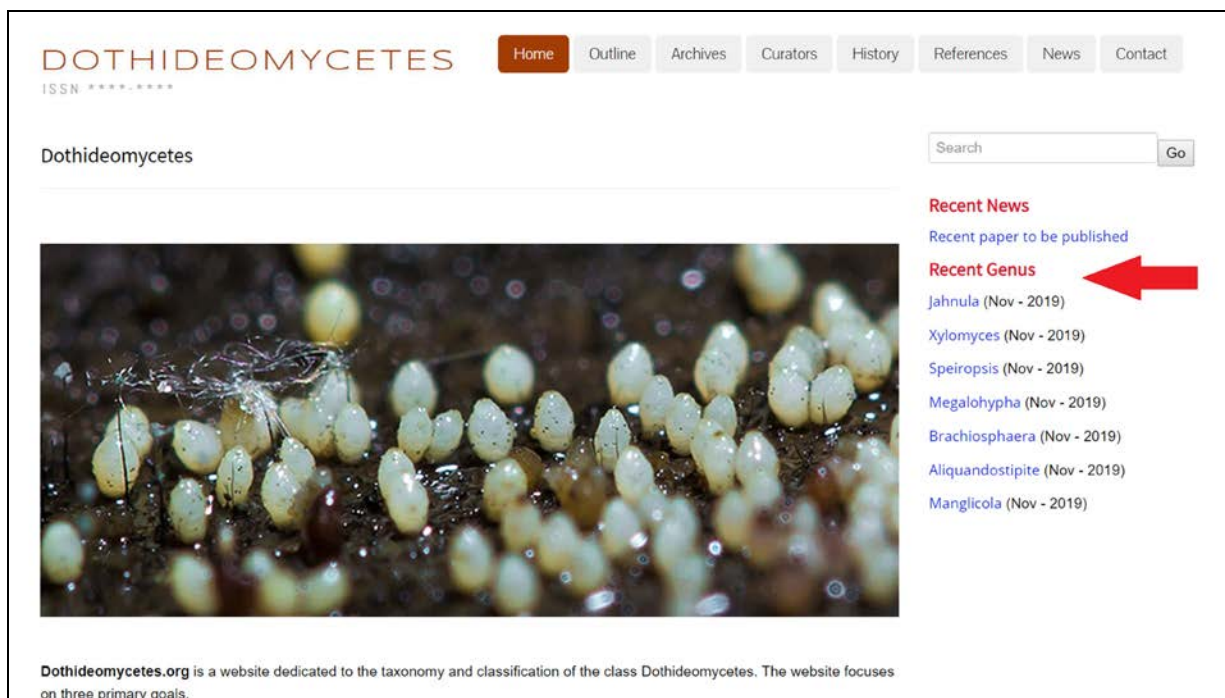 DOTHIDEOMYCETES
ISSN ****-****
Home Outline Archives Curators History References News Contact
Dothideomycetes
Search Go
Recent News
Recent paper to be published
Recent Genus
Jahnula (Nov - 2019)
Xylomyces (Nov - 2019)
Speiropsis (Nov - 2019)
Megalohypha (Nov - 2019)
Brachiosphaera (Nov - 2019)
Aliquandostipite (Nov - 2019)
Manglicola (Nov - 2019)
Dothideomycetes.org is a website dedicated to the taxonomy and classification of the class Dothideomycetes. The website focuses
on three primary goals.